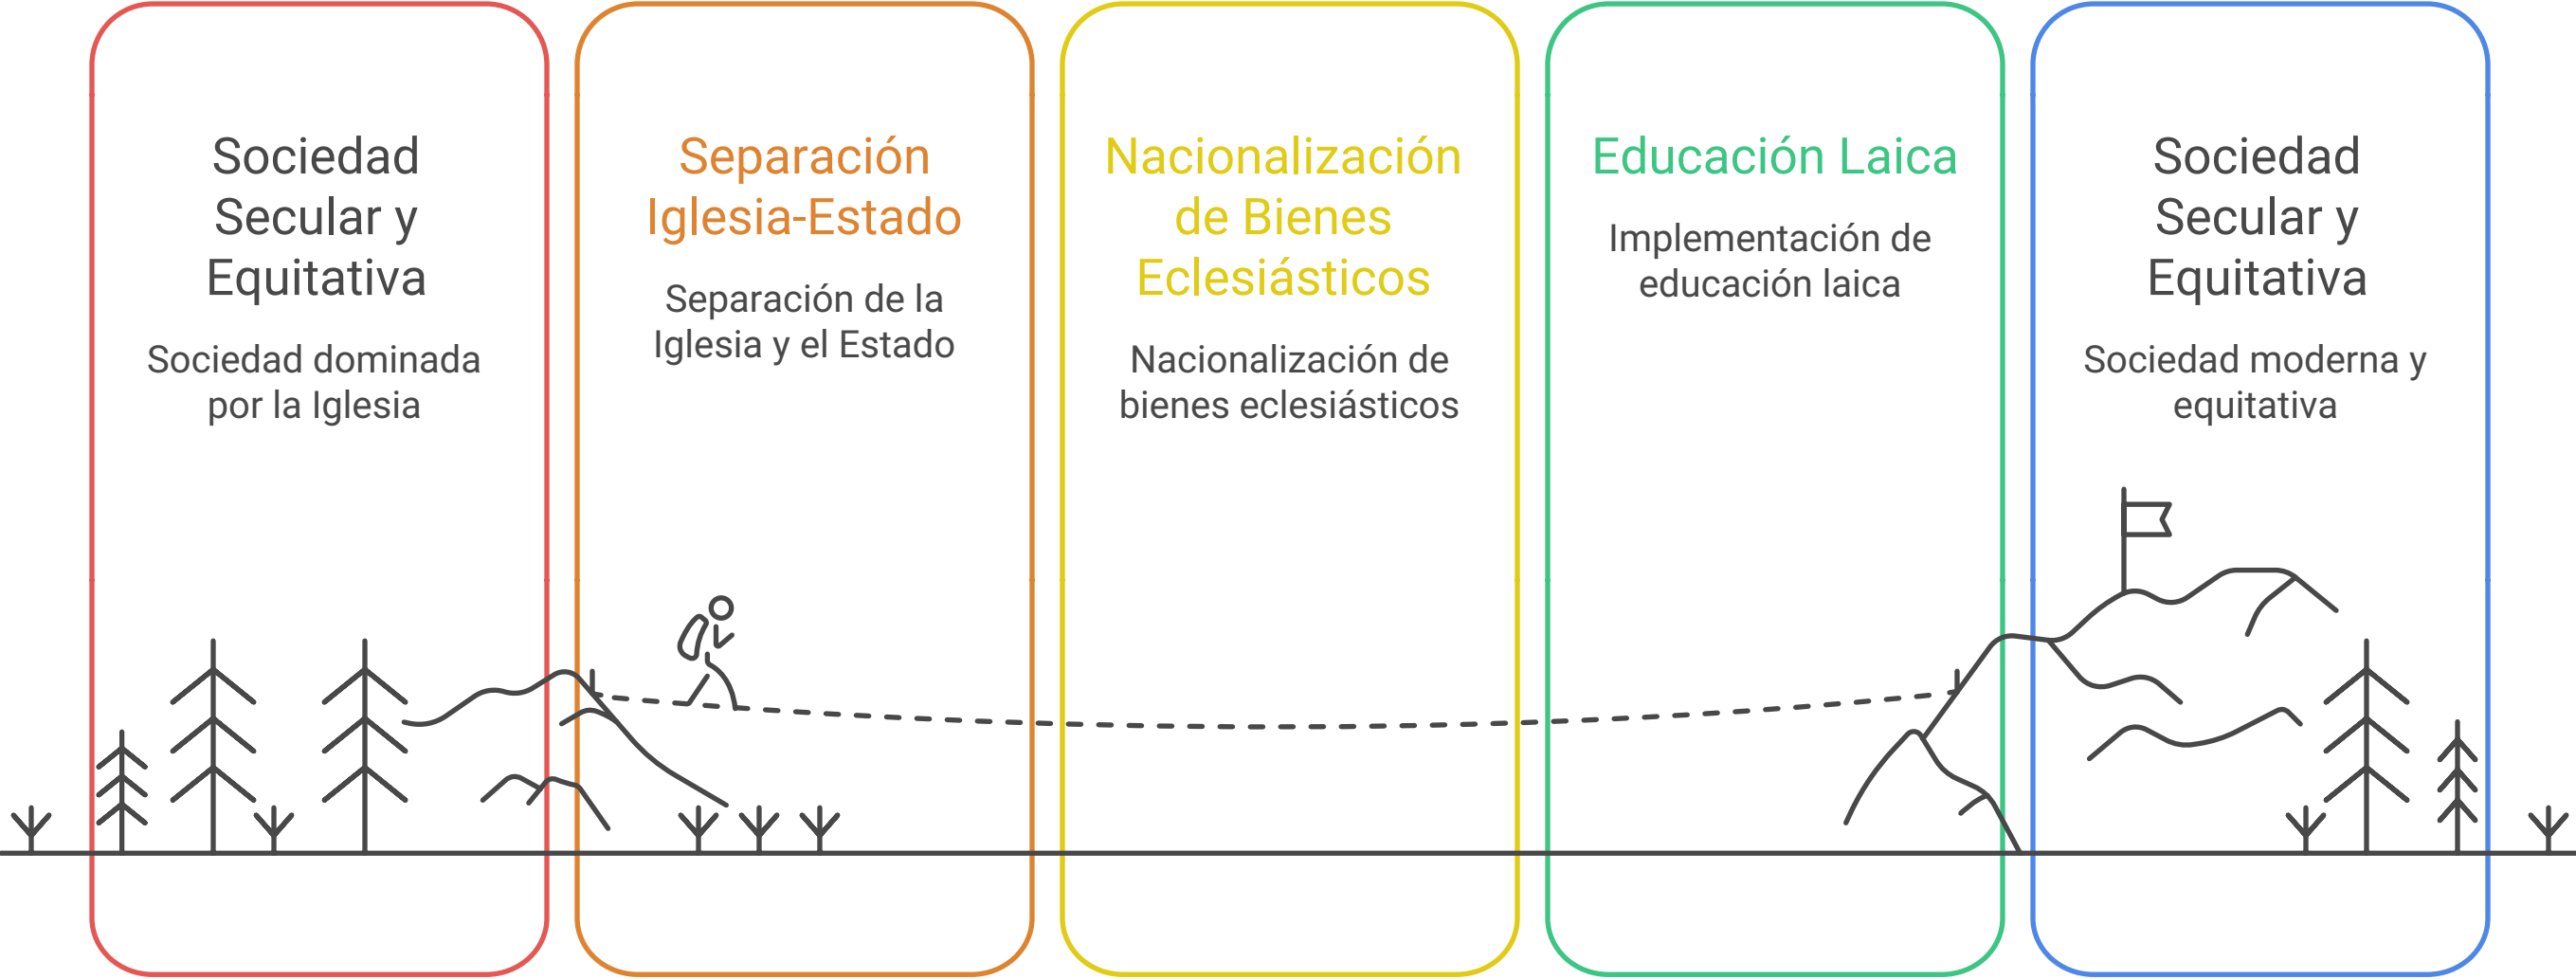 Sociedad
Secular y
Equitativa
Sociedad dominada
por la Iglesia
Separación
Iglesia-Estado
Separación de la
Iglesia y el Estado
Nacionalización
de Bienes
Eclesiásticos
Nacionalización de
bienes eclesiásticos
Educación Laica
Implementación de
educación laica
Sociedad
Secular y
Equitativa
Sociedad moderna y
equitativa